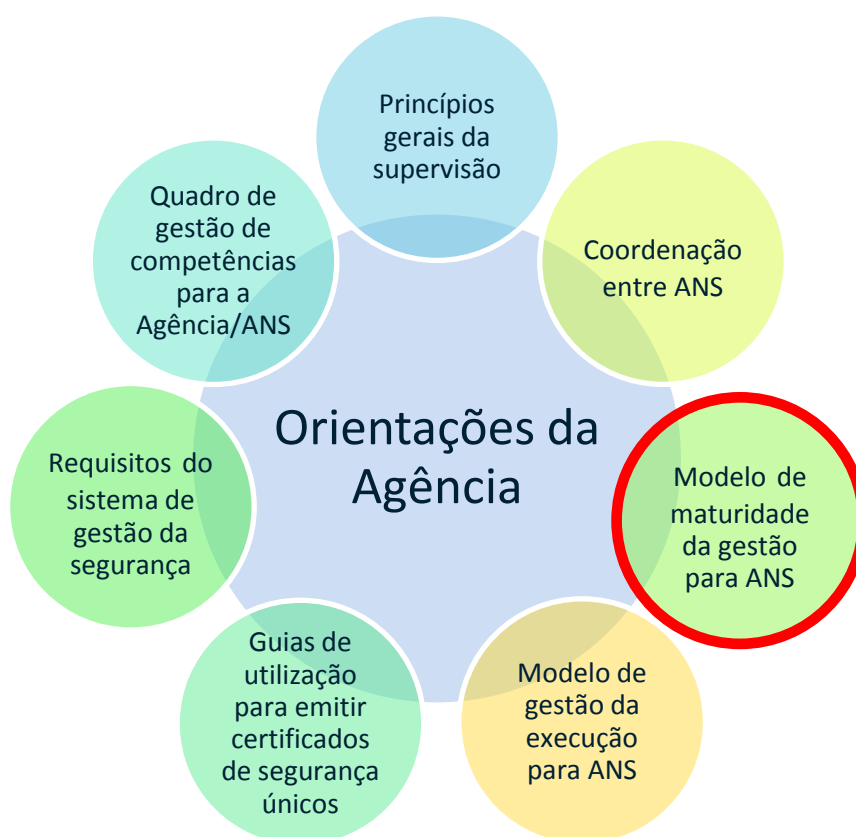 Princípios
gerais da
supervisão
Coordenação
entre ANS
Modelo de
maturidade
da gestão
para ANS
Modelo de
gestão da
execução
para ANS
Guias de
utilização
para emitir
certificados
de segurança
únicos
Requisitos do
sistema de
gestão da
segurança
Quadro de
gestão de
competências
para a
Agência/ANS
Orientações da
Agência